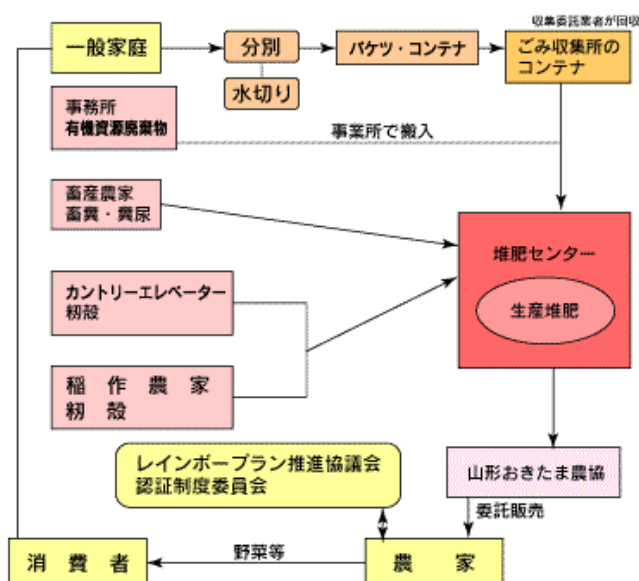 収集委託業者が回収
一般家庭
分別
バケツ・コンテナ
ごみ収集所の
コンテナ
水切り
事務所
有機資源廃棄物
事業所で搬入
畜産農家
畜糞・糞尿
堆肥センター
生産堆肥
カントリーエレベーター
籾殻
稲作農家
籾殻
レインボープラン推進協議会
認証制度委員会
山形おきたま農協
委託販売
消費者
野菜等
農家